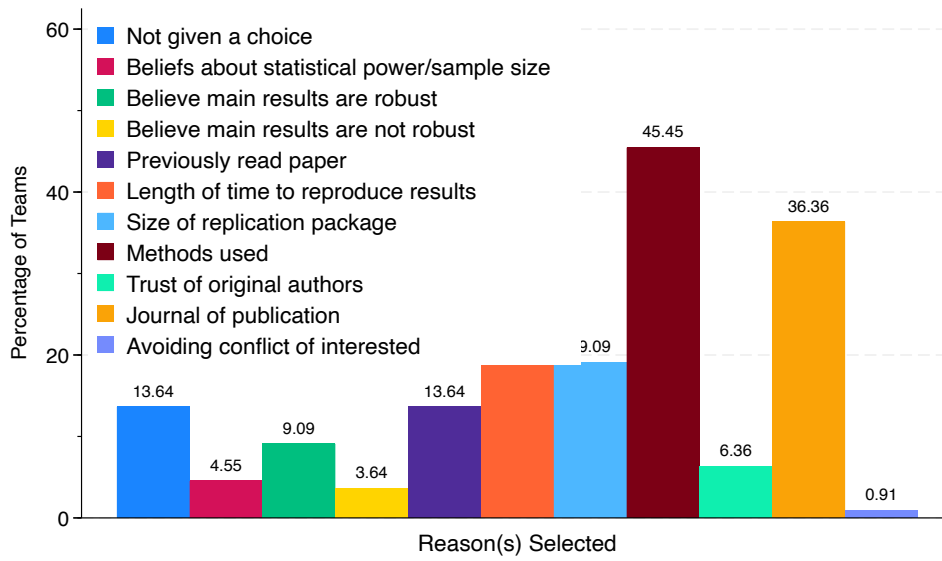 Percentage of Teams
60
40
20
0
Not given a choice
Beliefs about statistical power/sample size
Believe main results are robust
Believe main results are not robust
Previously read paper
Length of time to reproduce results
Size of replication package
Methods used
Trust of original authors
Journal of publication
Avoiding conflict of interested
13.64
4.55
9.09
3.64
13.64
9.09
45.45
6.36
36.36
0.91
Reason(s) Selected